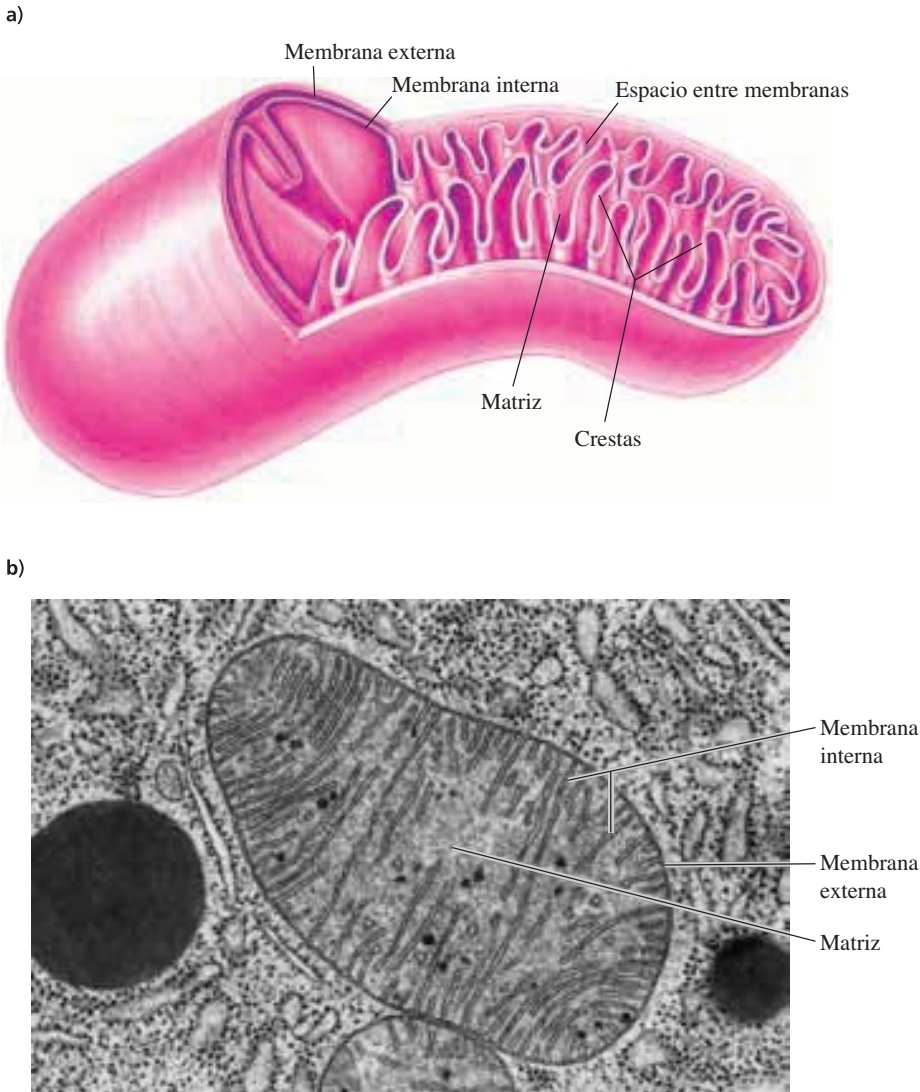 a)
Membrana externa
Membrana interna
Espacio entre membranas
Matriz
Crestas
b)
Membrana
interna
Membrana
externa
Matriz